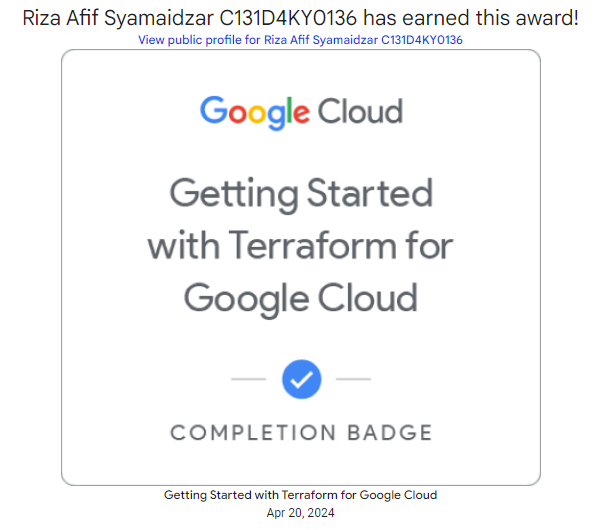 Riza Afif Syamaidzar C131D4KY0136 has earned this award!
View public profile for Riza Afif Syamaidzar C131D4KY0136
Google Cloud
Getting Started
with Terraform for
Google Cloud
COMPLETION BADGE
Getting Started with Terraform for Google Cloud
Apr 20, 2024